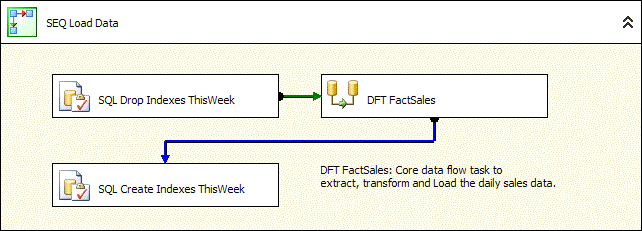 SEQ Load Data
SQL Drop Indexes ThisWeek
DFT FactSales
SQL Create Indexes ThisWeek
DFT FactSales: Core data flow task to
extract, transform and Load the daily sales data.